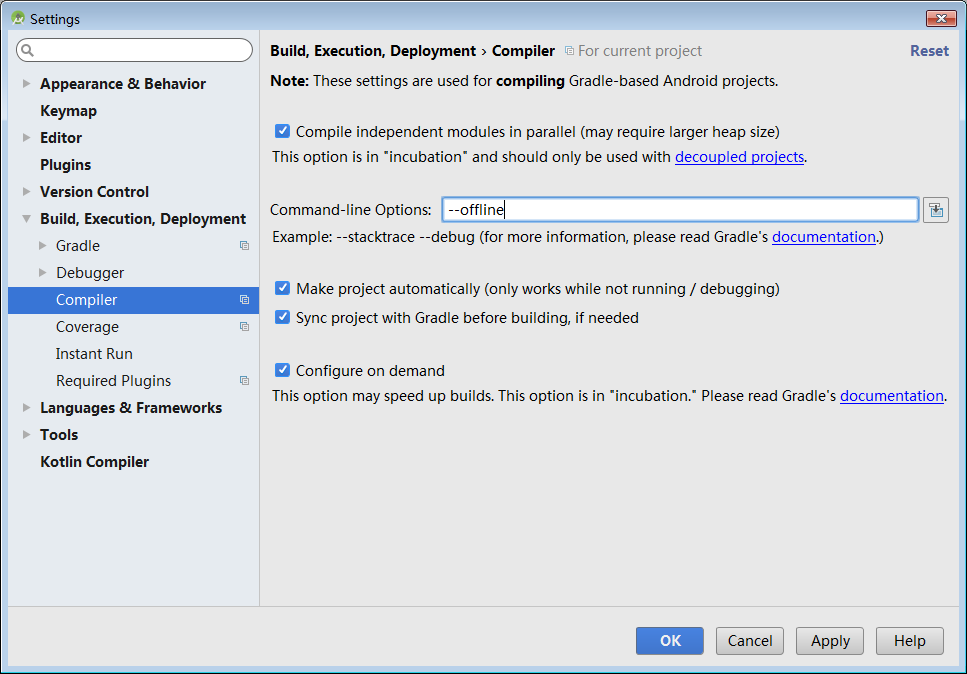 Settings
Appearance & Behavior
Keymap
Editor
Plugins
Version Control
Build, Execution, Deployment
Gradle
Debugger
Compiler
Coverage
Instant Run
Required Plugins
Languages & Frameworks
Tools
Kotlin Compiler
Build, Execution, Deployment › Compiler For current project Reset
Note: These settings are used for compiling Gradle-based Android projects.
Compile independent modules in parallel (may require larger heap size)
This option is in "incubation" and should only be used with decoupled projects.
Command-line Options: --offline
Example: --stacktrace --debug (for more information, please read Gradle's documentation.)
Make project automatically (only works while not running / debugging)
Sync project with Gradle before building, if needed
Configure on demand
This option may speed up builds. This option is in "incubation." Please read Gradle's documentation.
OK Cancel Apply Help